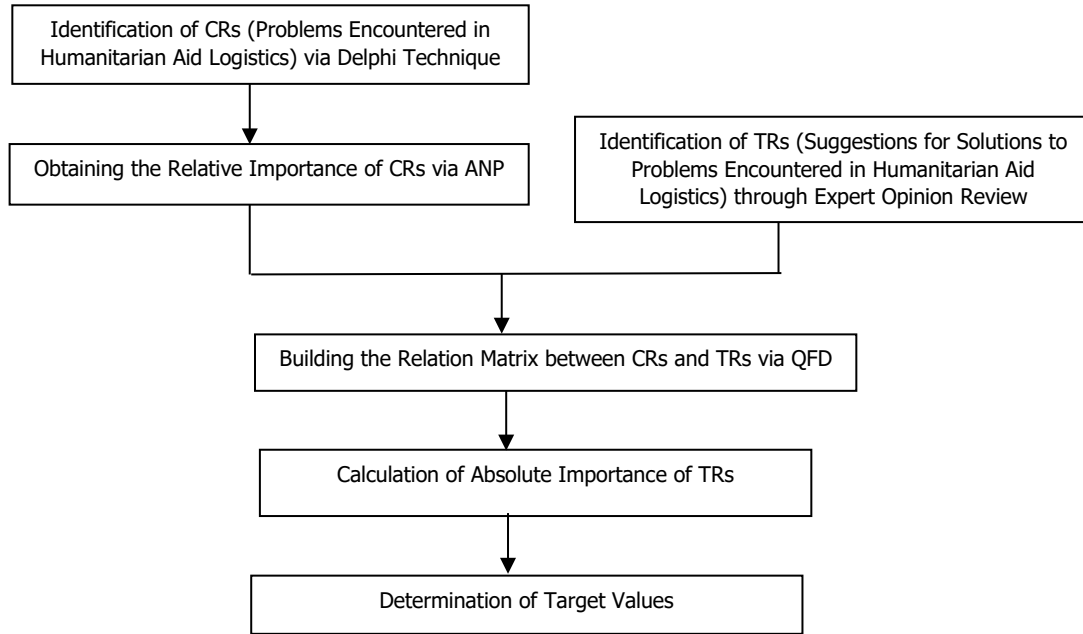 Identification of CRs (Problems Encountered in
Humanitarian Aid Logistics) via Delphi Technique
Obtaining the Relative Importance of CRs via ANP
Identification of TRs (Suggestions for Solutions to
Problems Encountered in Humanitarian Aid
Logistics) through Expert Opinion Review
Building the Relation Matrix between CRs and TRs via QFD
Calculation of Absolute Importance of TRs
Determination of Target Values